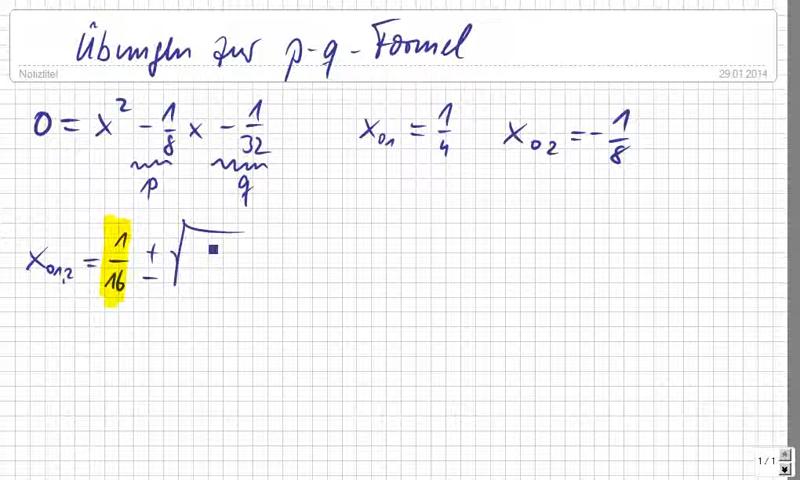 Übungen zur p-q-Formel
Notiztitel 29.01.2014
0 = x² - 1/8 x - 1/32 x₀₁ = 1/4 x₀₂ = - 1/8
p q
x₀₁,₂ = 1/16 ± √
1/1